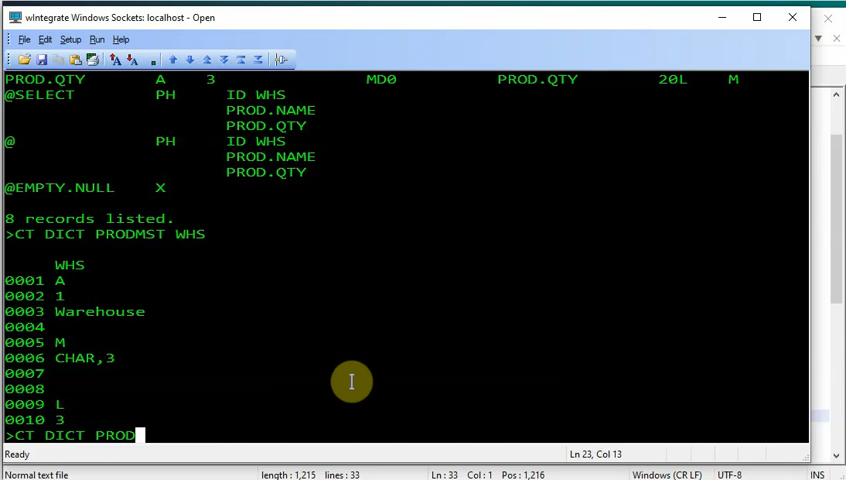 wIntegrate Windows Sockets: localhost - Open
File Edit Setup Run Help
PROD.QTY A 3 MD0 PROD.QTY 20L M
@SELECT PH ID WHS
PROD.NAME
PROD.QTY
@ PH ID WHS
PROD.NAME
PROD.QTY
@EMPTY.NULL X
8 records listed.
>CT DICT PRODMST WHS
WHS
0001 A
0002 1
0003 Warehouse
0004
0005 M
0006 CHAR,3
0007
0008
0009 L
0010 3
>CT DICT PROD
Ready Ln 23, Col 13
Normal text file length : 1,215 lines : 33 Ln : 33 Col : 1 Pos : 1,216 Windows (CR LF) UTF-8 INS